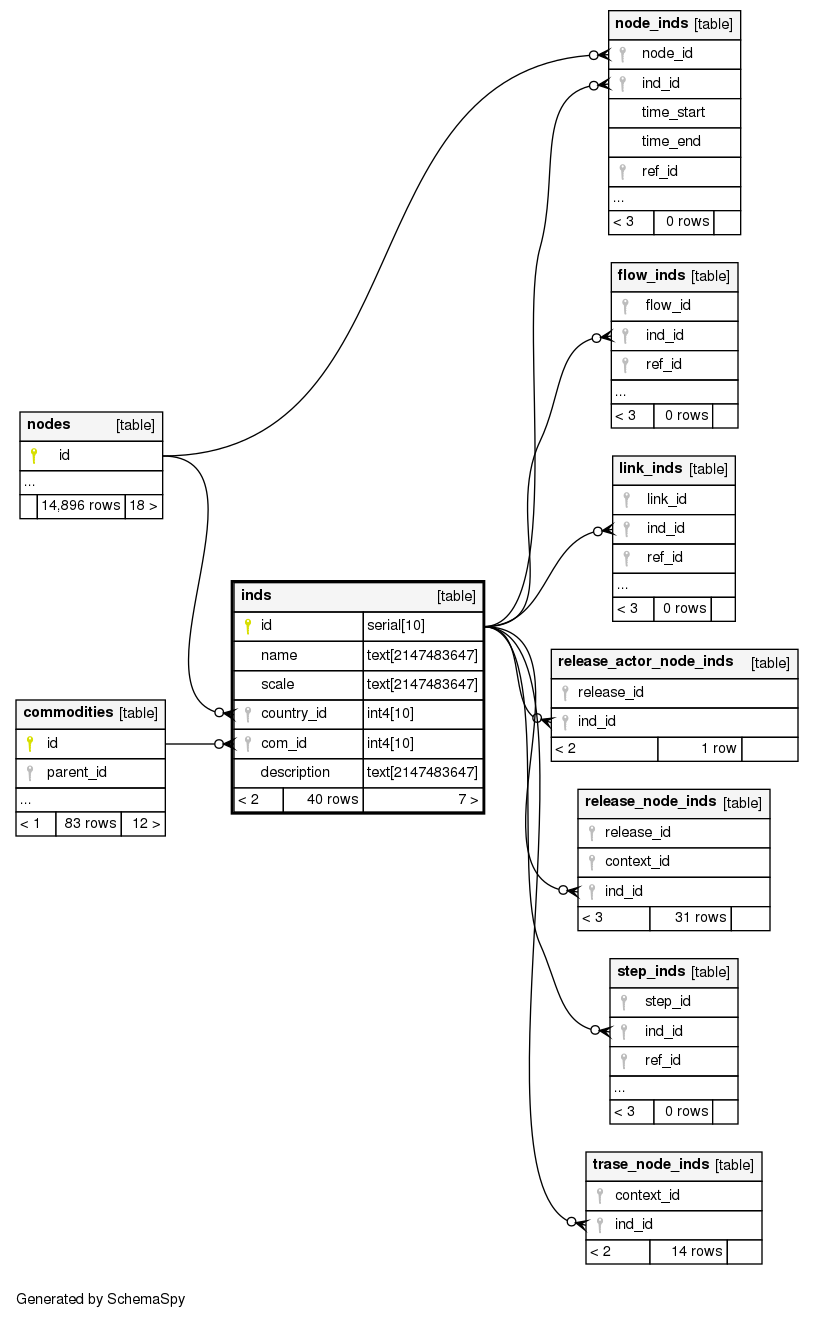 node_inds [table]
node_id
ind_id
time_start
time_end
ref_id
...
< 3 0 rows
flow_inds [table]
flow_id
ind_id
ref_id
...
< 3 0 rows
link_inds [table]
link_id
ind_id
ref_id
...
< 3 0 rows
nodes [table]
id
...
14,896 rows 18 >
inds [table]
id serial[10]
name text[2147483647]
scale text[2147483647]
country_id int4[10]
com_id int4[10]
description text[2147483647]
< 2 40 rows 7 >
commodities [table]
id
parent_id
...
< 1 83 rows 12 >
release_actor_node_inds [table]
release_id
ind_id
< 2 1 row
release_node_inds [table]
release_id
context_id
ind_id
< 3 31 rows
step_inds [table]
step_id
ind_id
ref_id
...
< 3 0 rows
trase_node_inds [table]
context_id
ind_id
< 2 14 rows
Generated by SchemaSpy